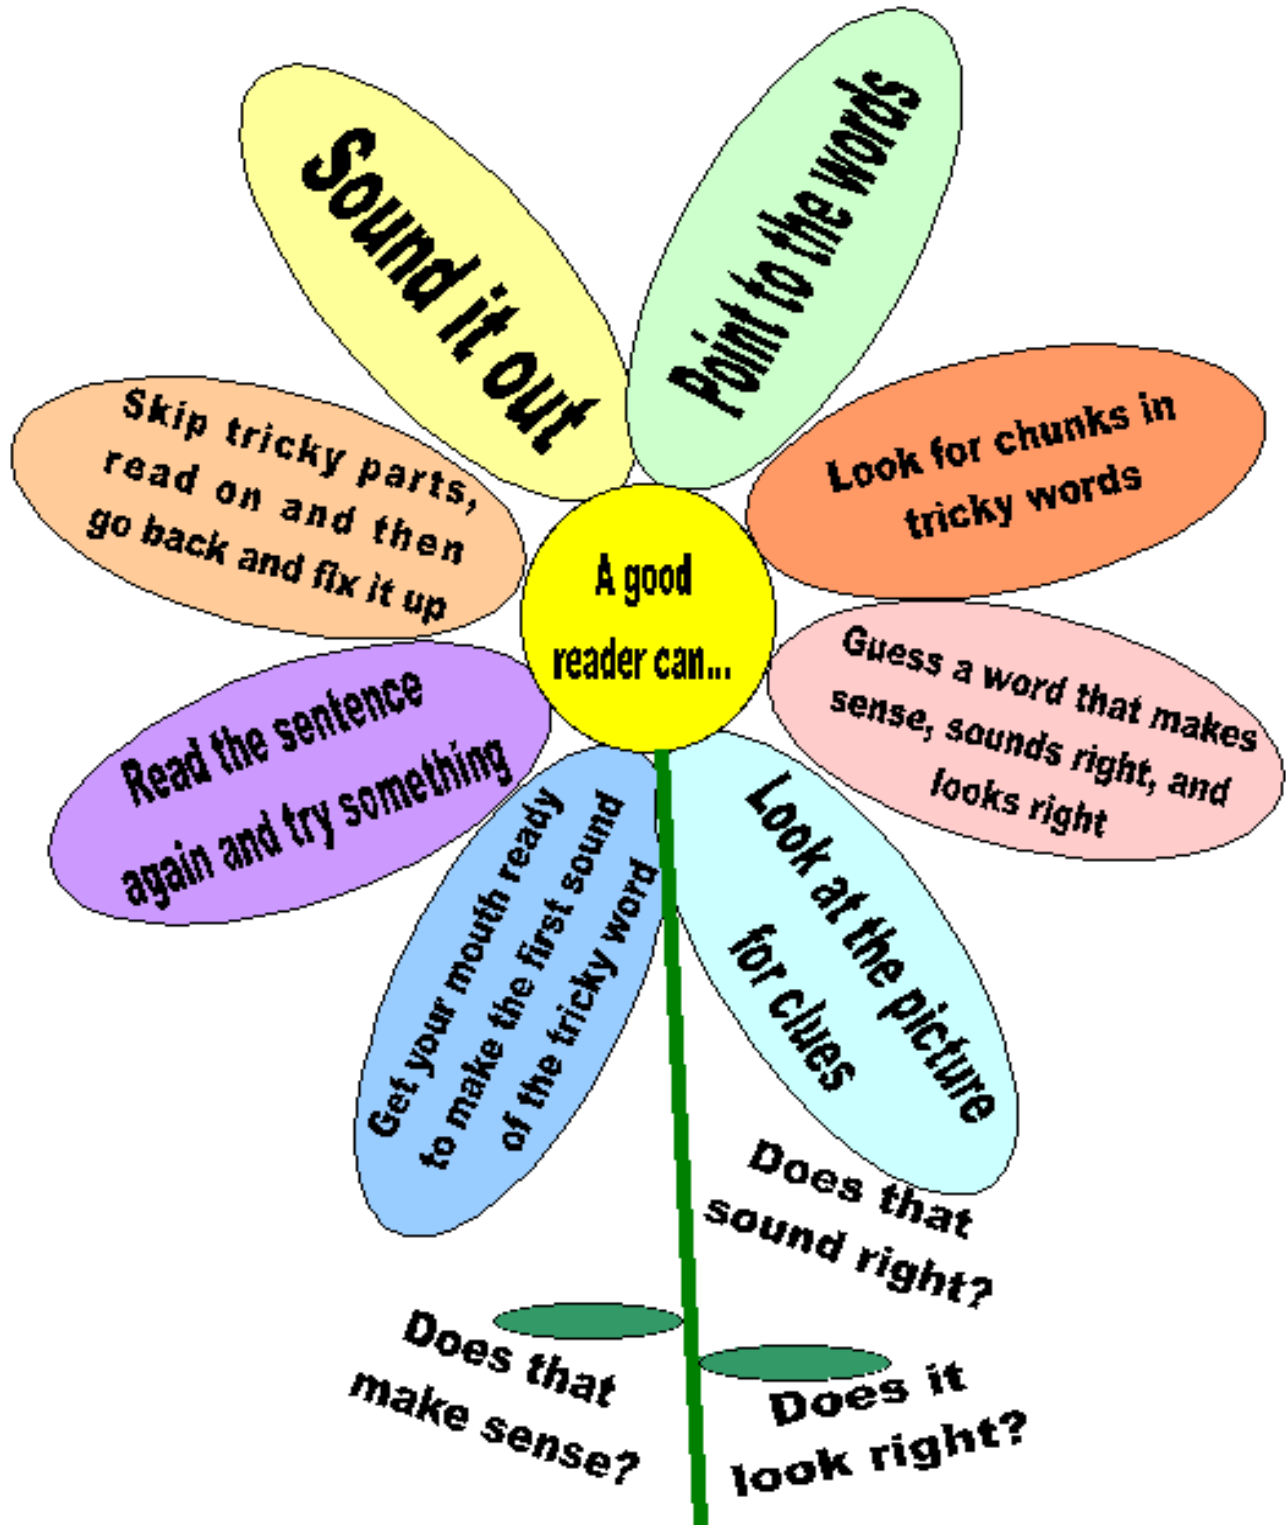 A good
reader can...
Sound it out
Point to the words
Look for chunks in
tricky words
Guess a word that makes
sense, sounds right, and
looks right
Look at the picture
for clues
Get your mouth ready
to make the first sound
of the tricky word
Read the sentence
again and try something
Skip tricky parts,
read on and then
go back and fix it up
Does that
sound right?
Does that
make sense?
Does it
look right?